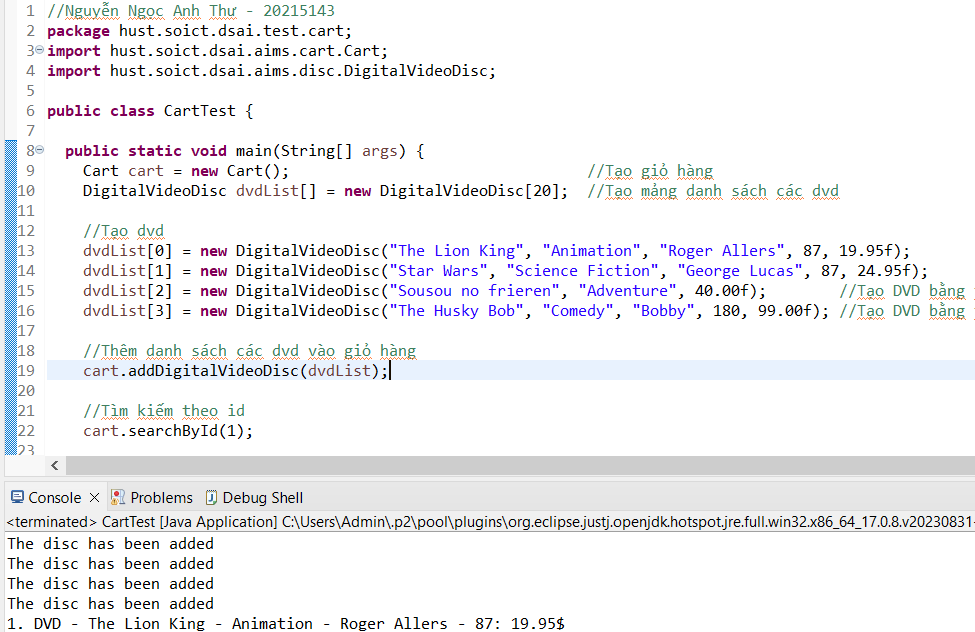 1 //Nguyễn Ngọc Anh Thư - 20215143
2 package hust.soict.dsai.test.cart;
3 import hust.soict.dsai.aims.cart.Cart;
4 import hust.soict.dsai.aims.disc.DigitalVideoDisc;
5
6 public class CartTest {
7
8 public static void main(String[] args) {
9 Cart cart = new Cart(); //Tạo giỏ hàng
10 DigitalVideoDisc dvdList[] = new DigitalVideoDisc[20]; //Tạo mảng danh sách các dvd
11
12 //Tạo dvd
13 dvdList[0] = new DigitalVideoDisc("The Lion King", "Animation", "Roger Allers", 87, 19.95f);
14 dvdList[1] = new DigitalVideoDisc("Star Wars", "Science Fiction", "George Lucas", 87, 24.95f);
15 dvdList[2] = new DigitalVideoDisc("Sousou no frieren", "Adventure", 40.00f); //Tạo DVD bằng
16 dvdList[3] = new DigitalVideoDisc("The Husky Bob", "Comedy", "Bobby", 180, 99.00f); //Tạo DVD bằng
17
18 //Thêm danh sách các dvd vào giỏ hàng
19 cart.addDigitalVideoDisc(dvdList);
20
21 //Tìm kiếm theo id
22 cart.searchById(1);
23
Console Problems Debug Shell
<terminated> CartTest [Java Application] C:\Users\Admin\.p2\pool\plugins\org.eclipse.justj.openjdk.hotspot.jre.full.win32.x86_64_17.0.8.v20230831-
The disc has been added
The disc has been added
The disc has been added
The disc has been added
1. DVD - The Lion King - Animation - Roger Allers - 87: 19.95$